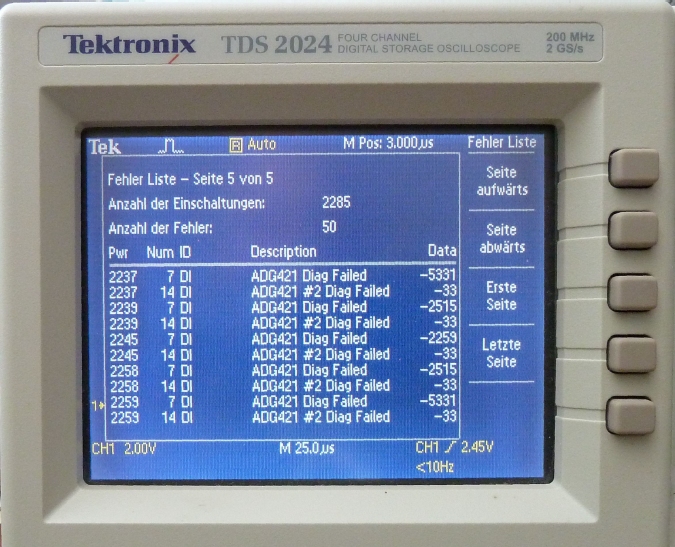 Tektronix TDS 2024 FOUR CHANNEL DIGITAL STORAGE OSCILLOSCOPE 200 MHz 2 GS/s
Tek R Auto M Pos: 3.000µs Fehler Liste
Fehler Liste – Seite 5 von 5
Anzahl der Einschaltungen: 2285
Anzahl der Fehler: 50
Pwr Num ID Description Data
2237 7 DI ADG421 Diag Failed -5331
2237 14 DI ADG421 #2 Diag Failed -33
2239 7 DI ADG421 Diag Failed -2515
2239 14 DI ADG421 #2 Diag Failed -33
2245 7 DI ADG421 Diag Failed -2259
2245 14 DI ADG421 #2 Diag Failed -33
2258 7 DI ADG421 Diag Failed -2515
2258 14 DI ADG421 #2 Diag Failed -33
2259 7 DI ADG421 Diag Failed -5331
2259 14 DI ADG421 #2 Diag Failed -33
1
CH1 2.00V M 25.0µs CH1 2.45V
<10Hz
Seite
aufwärts
Seite
abwärts
Erste
Seite
Letzte
Seite